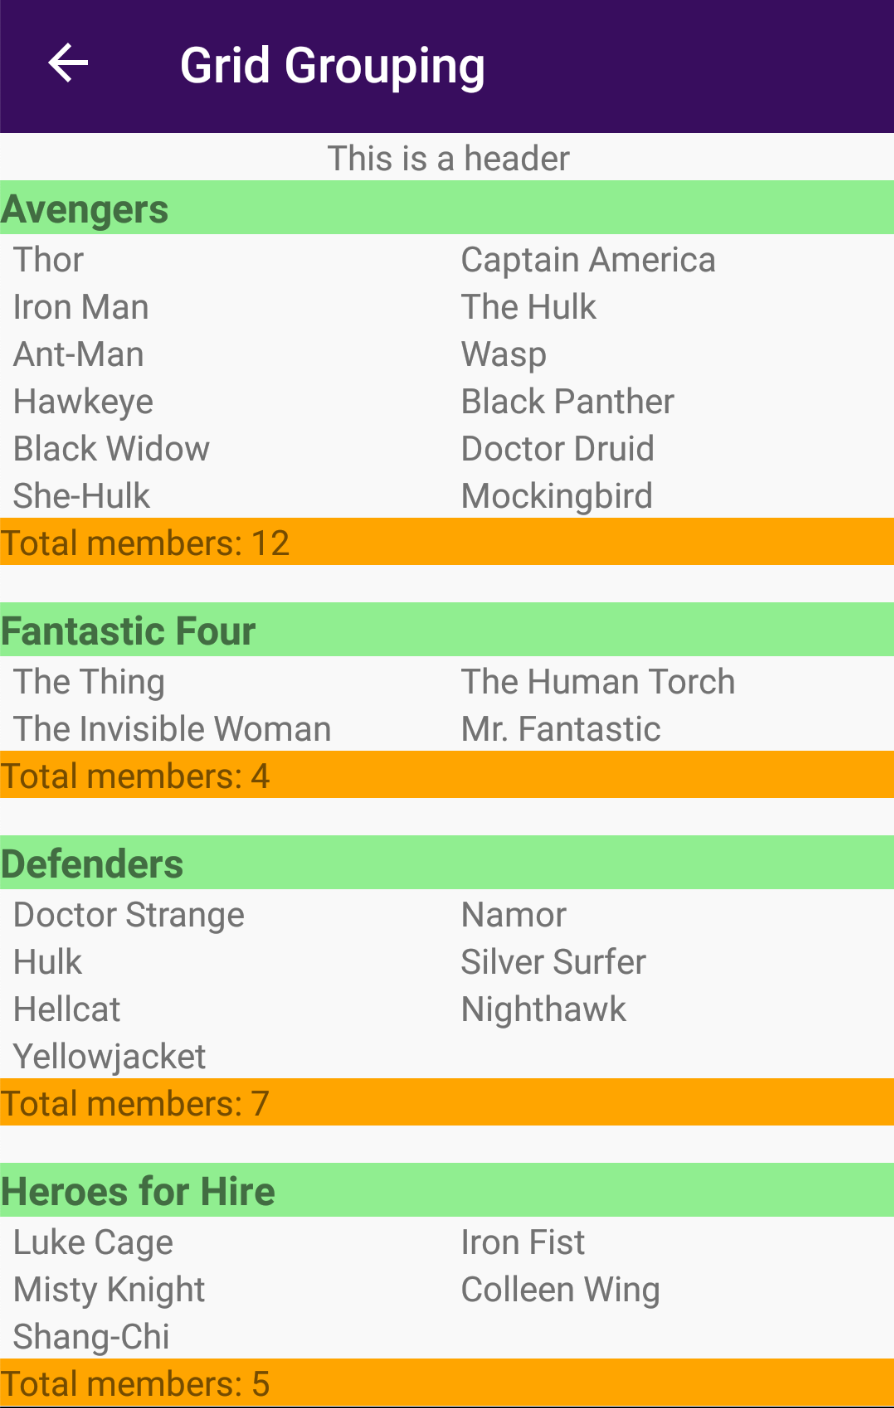 Grid Grouping
This is a header
Avengers
Thor Captain America
Iron Man The Hulk
Ant-Man Wasp
Hawkeye Black Panther
Black Widow Doctor Druid
She-Hulk Mockingbird
Total members: 12
Fantastic Four
The Thing The Human Torch
The Invisible Woman Mr. Fantastic
Total members: 4
Defenders
Doctor Strange Namor
Hulk Silver Surfer
Hellcat Nighthawk
Yellowjacket
Total members: 7
Heroes for Hire
Luke Cage Iron Fist
Misty Knight Colleen Wing
Shang-Chi
Total members: 5